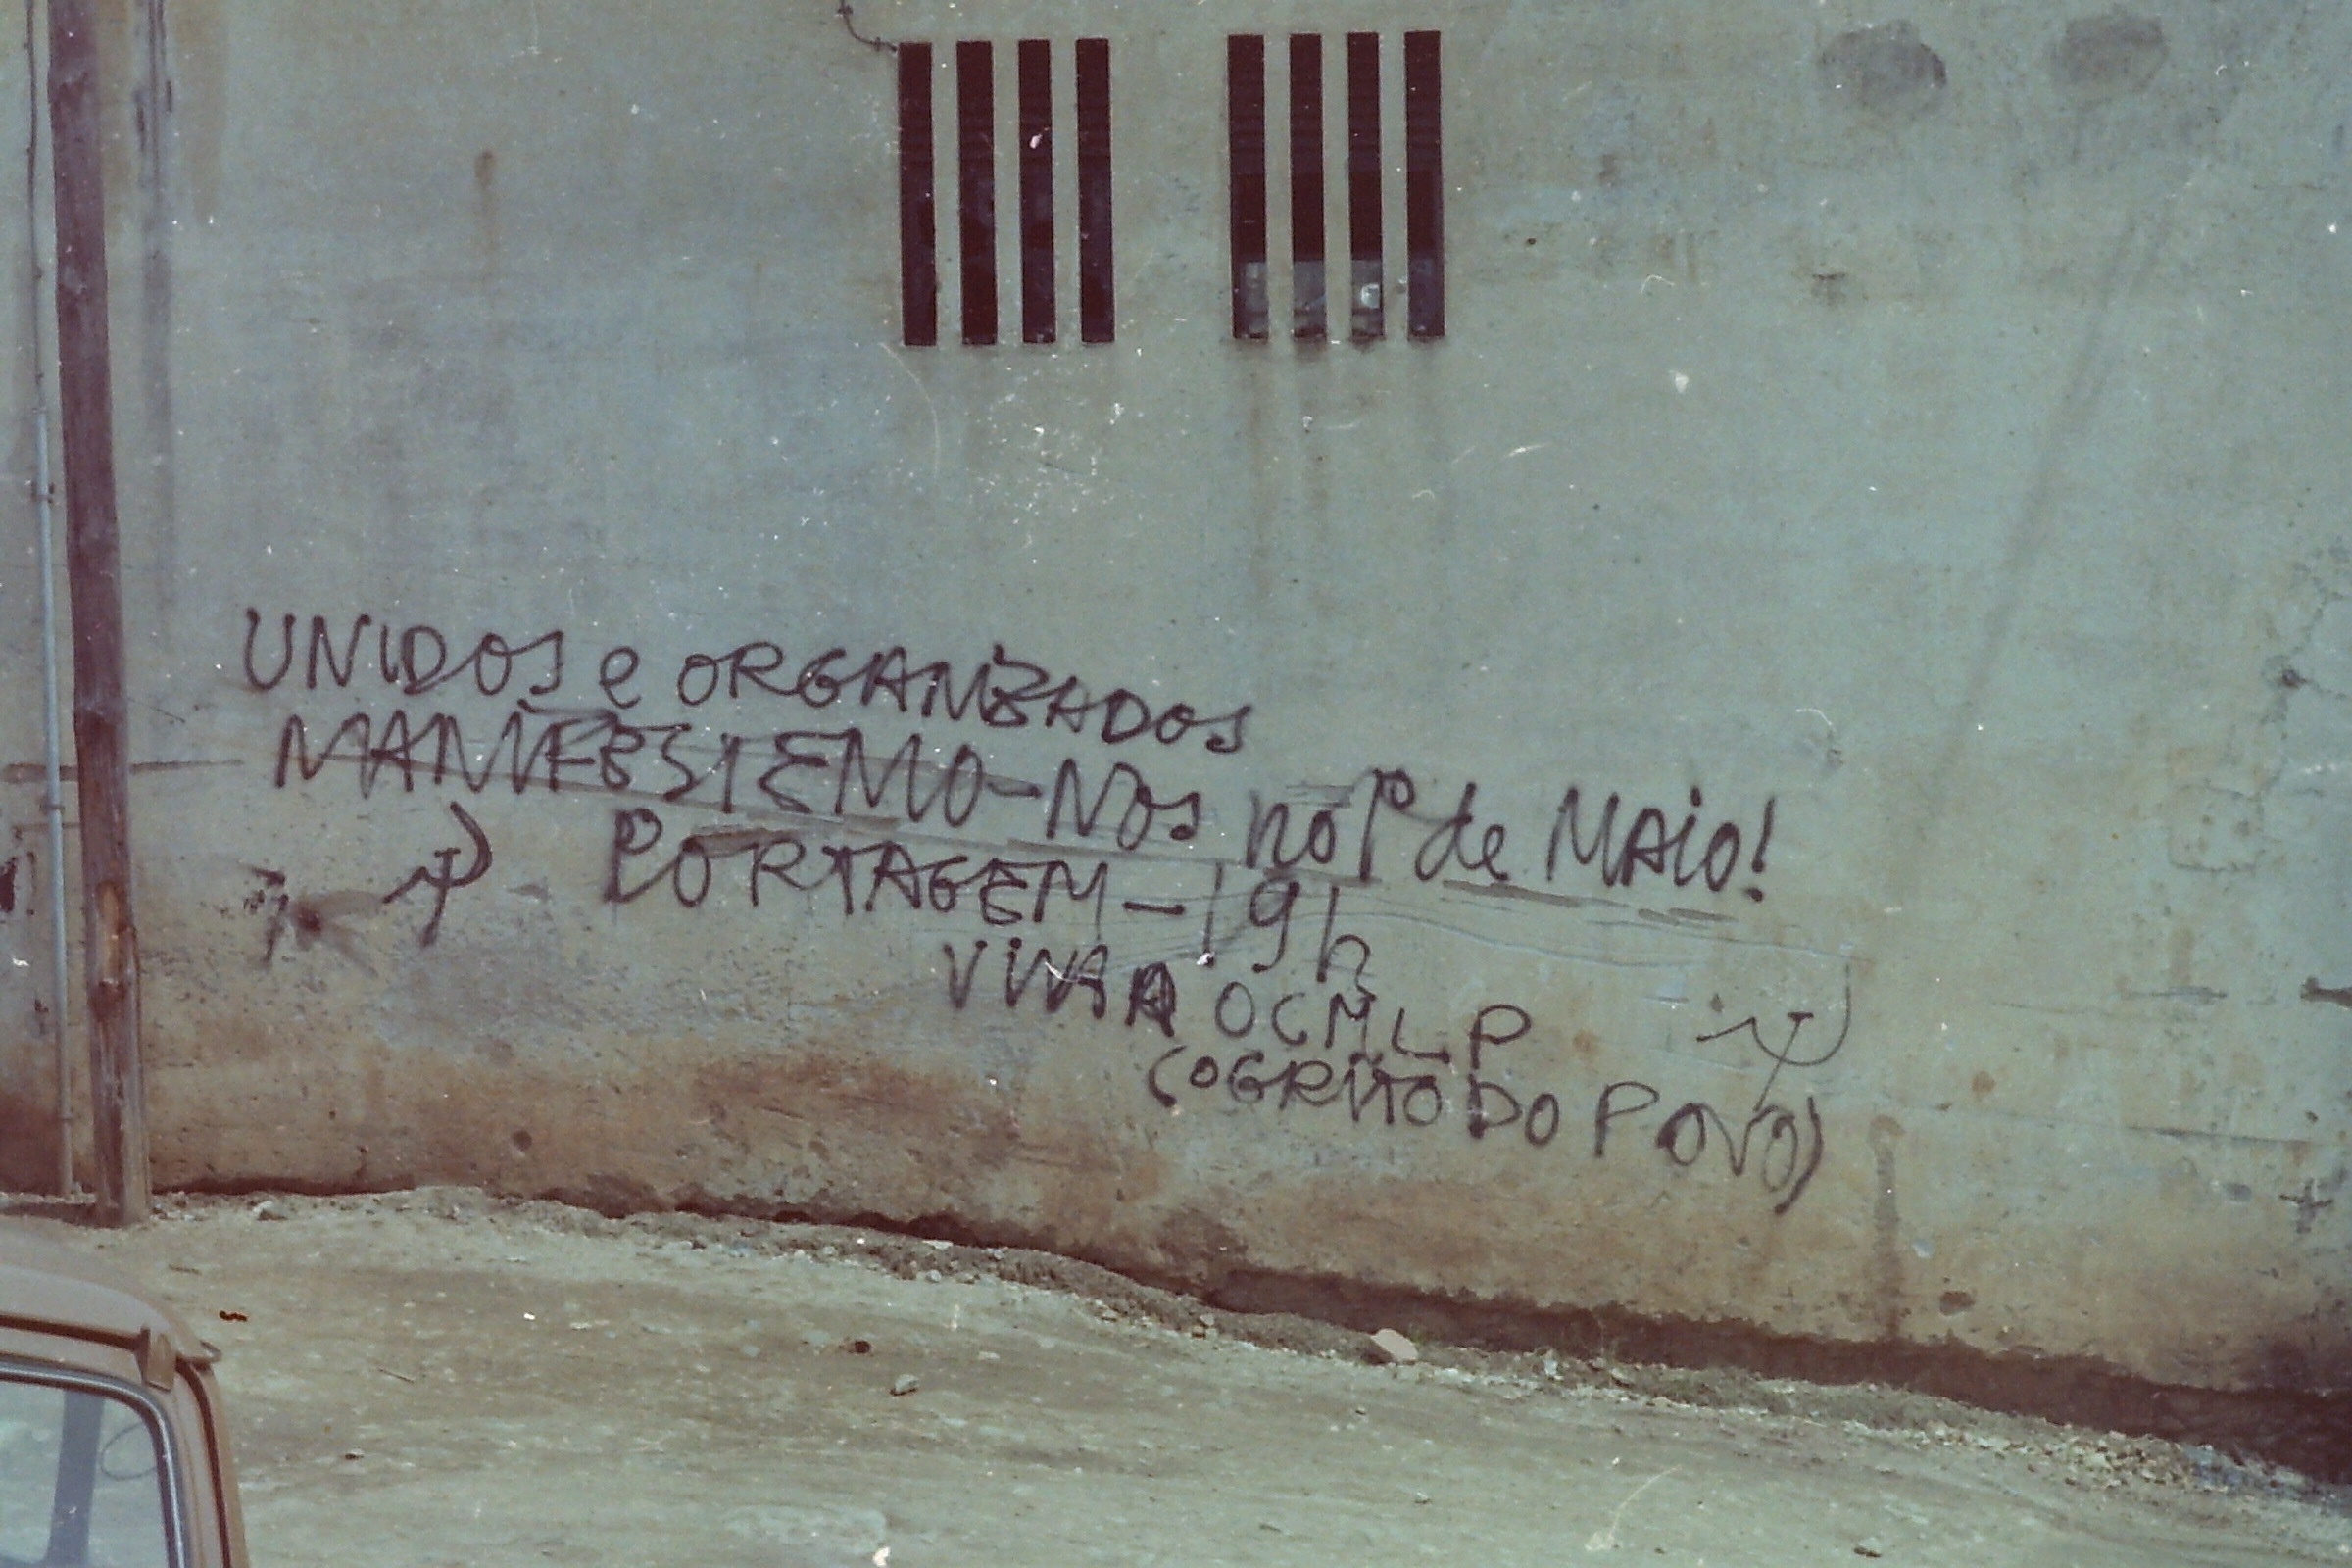 UNIDOS e ORGANIZADOS
MANIFESTEMO-NOS no 1º de MAiO!
PORTAGEM - 19h
ViVA A OCMLP
(O GRITO DO POVO)